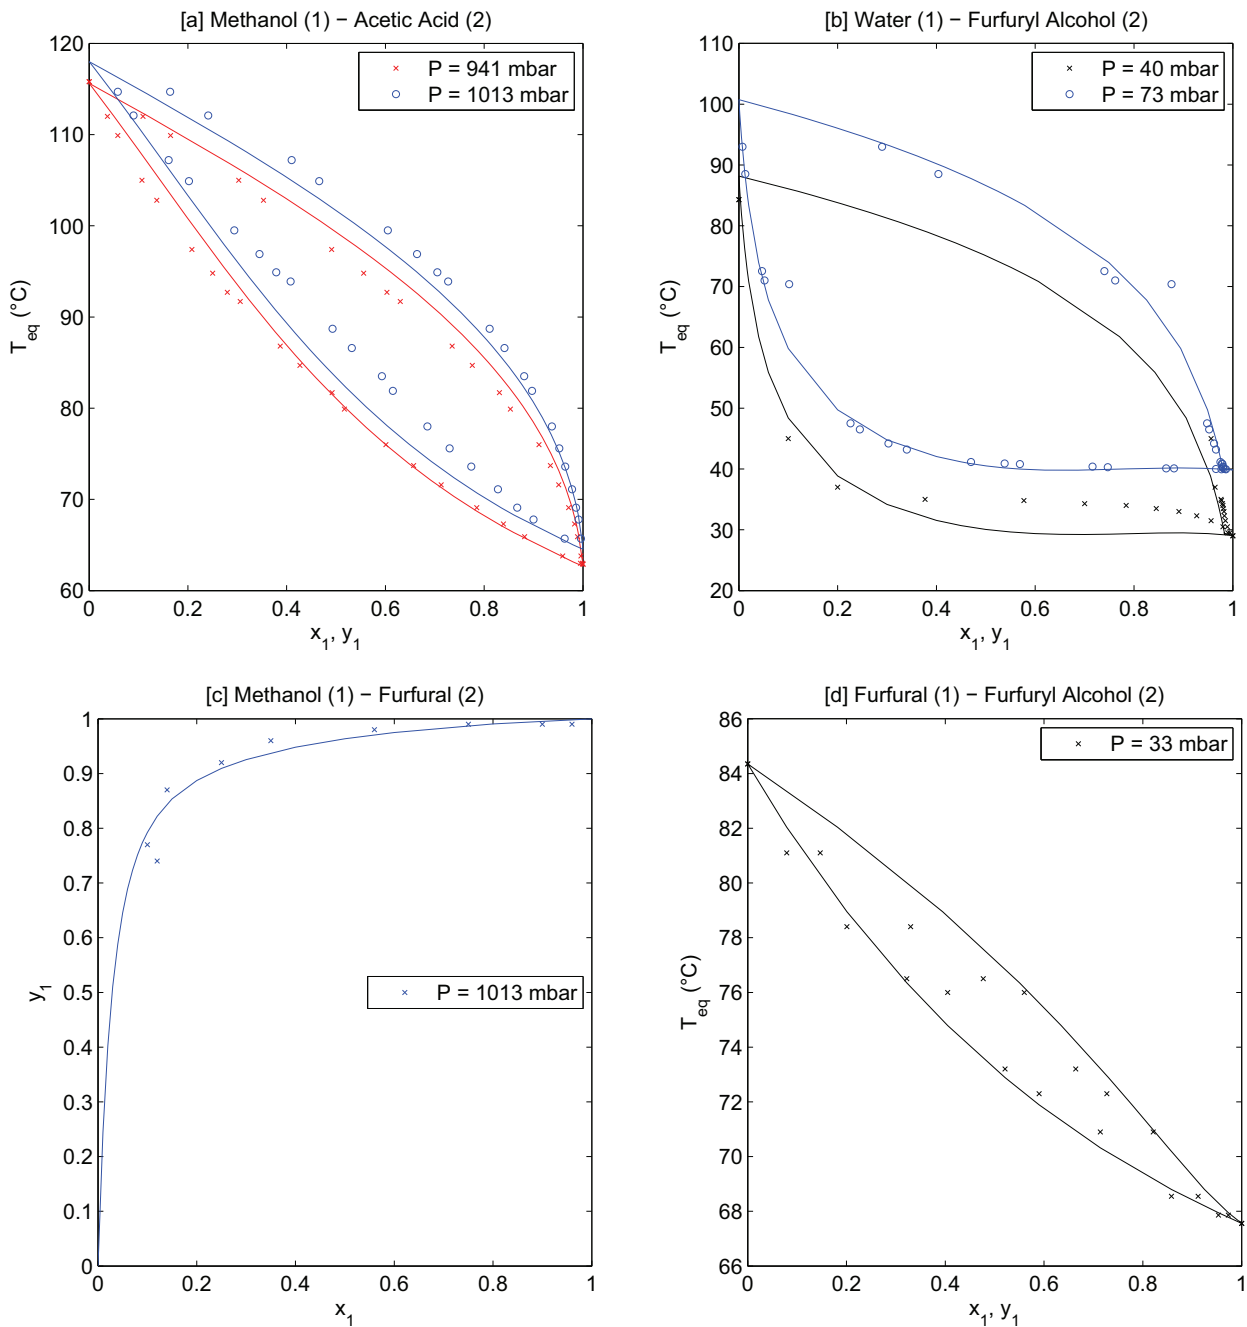 [a] Methanol (1) − Acetic Acid (2)
120
110
100
90
80
70
60
T_eq (°C)
P = 941 mbar
P = 1013 mbar
0 0.2 0.4 0.6 0.8 1
x_1, y_1
[b] Water (1) − Furfuryl Alcohol (2)
110
100
90
80
70
60
50
40
30
20
T_eq (°C)
P = 40 mbar
P = 73 mbar
0 0.2 0.4 0.6 0.8 1
x_1, y_1
[c] Methanol (1) − Furfural (2)
1
0.9
0.8
0.7
0.6
0.5
0.4
0.3
0.2
0.1
0
y_1
P = 1013 mbar
0 0.2 0.4 0.6 0.8 1
x_1
[d] Furfural (1) − Furfuryl Alcohol (2)
86
84
82
80
78
76
74
72
70
68
66
T_eq (°C)
P = 33 mbar
0 0.2 0.4 0.6 0.8 1
x_1, y_1